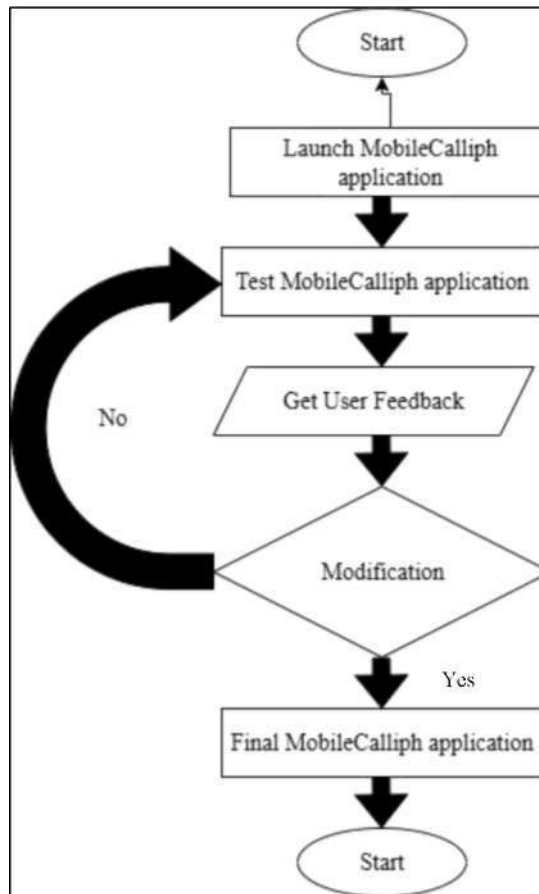 Start
Launch MobileCalliph
application
Test MobileCalliph application
Get User Feedback
No
Modification
Yes
Final MobileCalliph application
Start